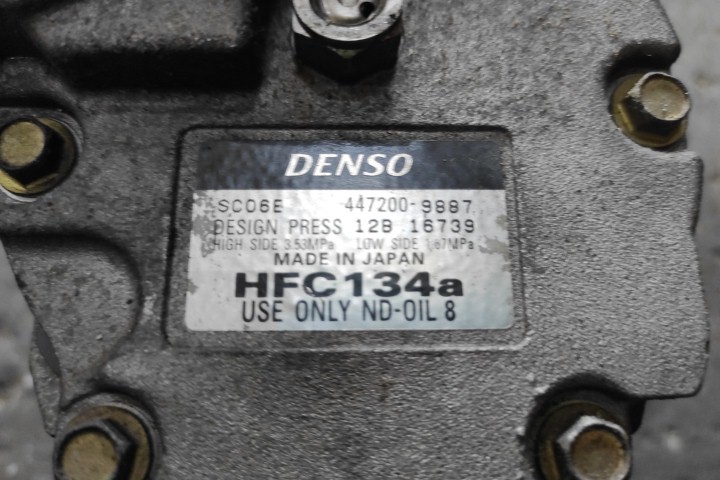 DENSO
SC06E 447200-9887
DESIGN PRESS 12B 16739
HIGH SIDE 3.53MPa LOW SIDE 1.67MPa
MADE IN JAPAN
HFC134a
USE ONLY ND-OIL 8